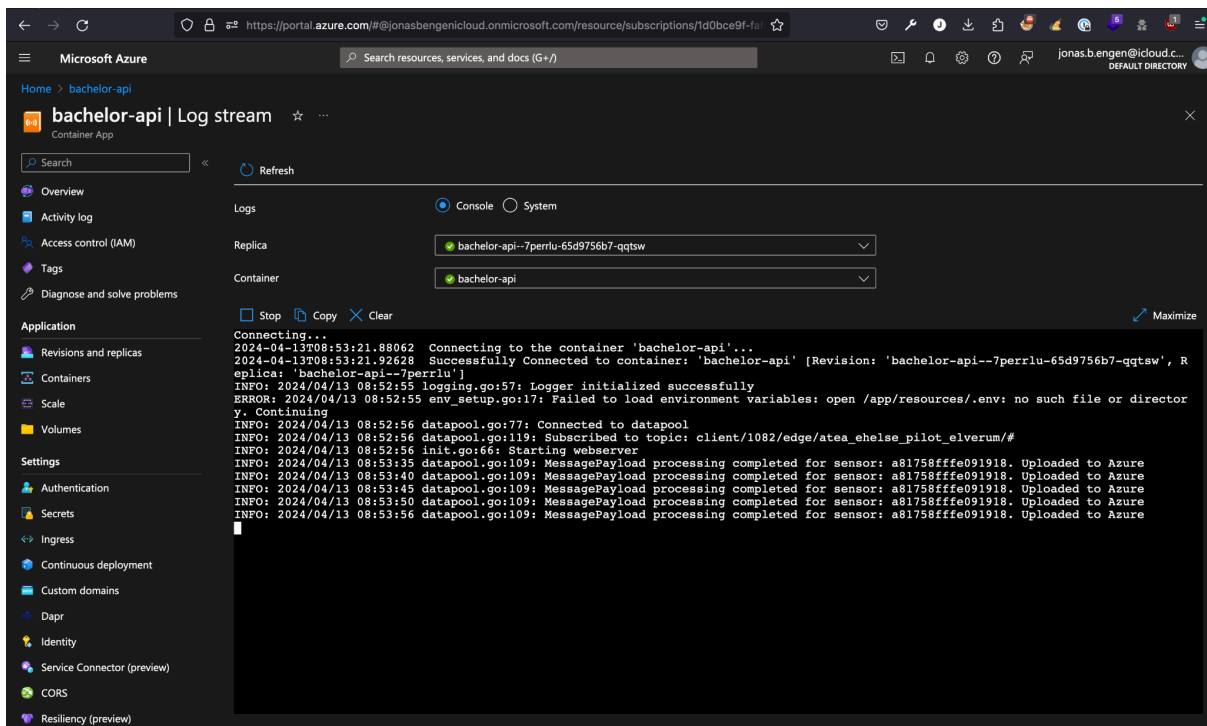 https://portal.azure.com/#@jonasbengenicloud.onmicrosoft.com/resource/subscriptions/1d0bce9f-fa
5
1
Microsoft Azure
Search resources, services, and docs (G+/)
jonas.b.engen@icloud.c...
DEFAULT DIRECTORY
Home > bachelor-api
bachelor-api | Log stream
Container App
Search
«
Refresh
Overview
Activity log
Access control (IAM)
Tags
Diagnose and solve problems
Application
Revisions and replicas
Containers
Scale
Volumes
Settings
Authentication
Secrets
Ingress
Continuous deployment
Custom domains
Dapr
Identity
Service Connector (preview)
CORS
Resiliency (preview)
Logs
Console
System
Replica
bachelor-api--7perrlu-65d9756b7-qqtsw
Container
bachelor-api
Stop
Copy
Clear
Maximize
Connecting...
2024-04-13T08:53:21.88062  Connecting to the container 'bachelor-api'...
2024-04-13T08:53:21.92628  Successfully Connected to container: 'bachelor-api' [Revision: 'bachelor-api--7perrlu-65d9756b7-qqtsw', R
eplica: 'bachelor-api--7perrlu']
INFO: 2024/04/13 08:52:55 logging.go:57: Logger initialized successfully
ERROR: 2024/04/13 08:52:55 env_setup.go:17: Failed to load environment variables: open /app/resources/.env: no such file or director
y. Continuing
INFO: 2024/04/13 08:52:56 datapool.go:77: Connected to datapool
INFO: 2024/04/13 08:52:56 datapool.go:119: Subscribed to topic: client/1082/edge/atea_ehelse_pilot_elverum/#
INFO: 2024/04/13 08:52:56 init.go:66: Starting webserver
INFO: 2024/04/13 08:53:35 datapool.go:109: MessagePayload processing completed for sensor: a81758fffe091918. Uploaded to Azure
INFO: 2024/04/13 08:53:40 datapool.go:109: MessagePayload processing completed for sensor: a81758fffe091918. Uploaded to Azure
INFO: 2024/04/13 08:53:45 datapool.go:109: MessagePayload processing completed for sensor: a81758fffe091918. Uploaded to Azure
INFO: 2024/04/13 08:53:50 datapool.go:109: MessagePayload processing completed for sensor: a81758fffe091918. Uploaded to Azure
INFO: 2024/04/13 08:53:56 datapool.go:109: MessagePayload processing completed for sensor: a81758fffe091918. Uploaded to Azure